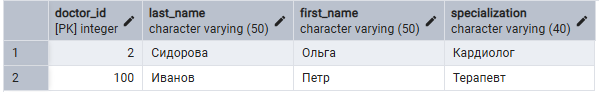 doctor_id last_name first_name specialization
[PK] integer character varying (50) character varying (50) character varying (40)
1 2 Сидорова Ольга Кардиолог
2 100 Иванов Петр Терапевт